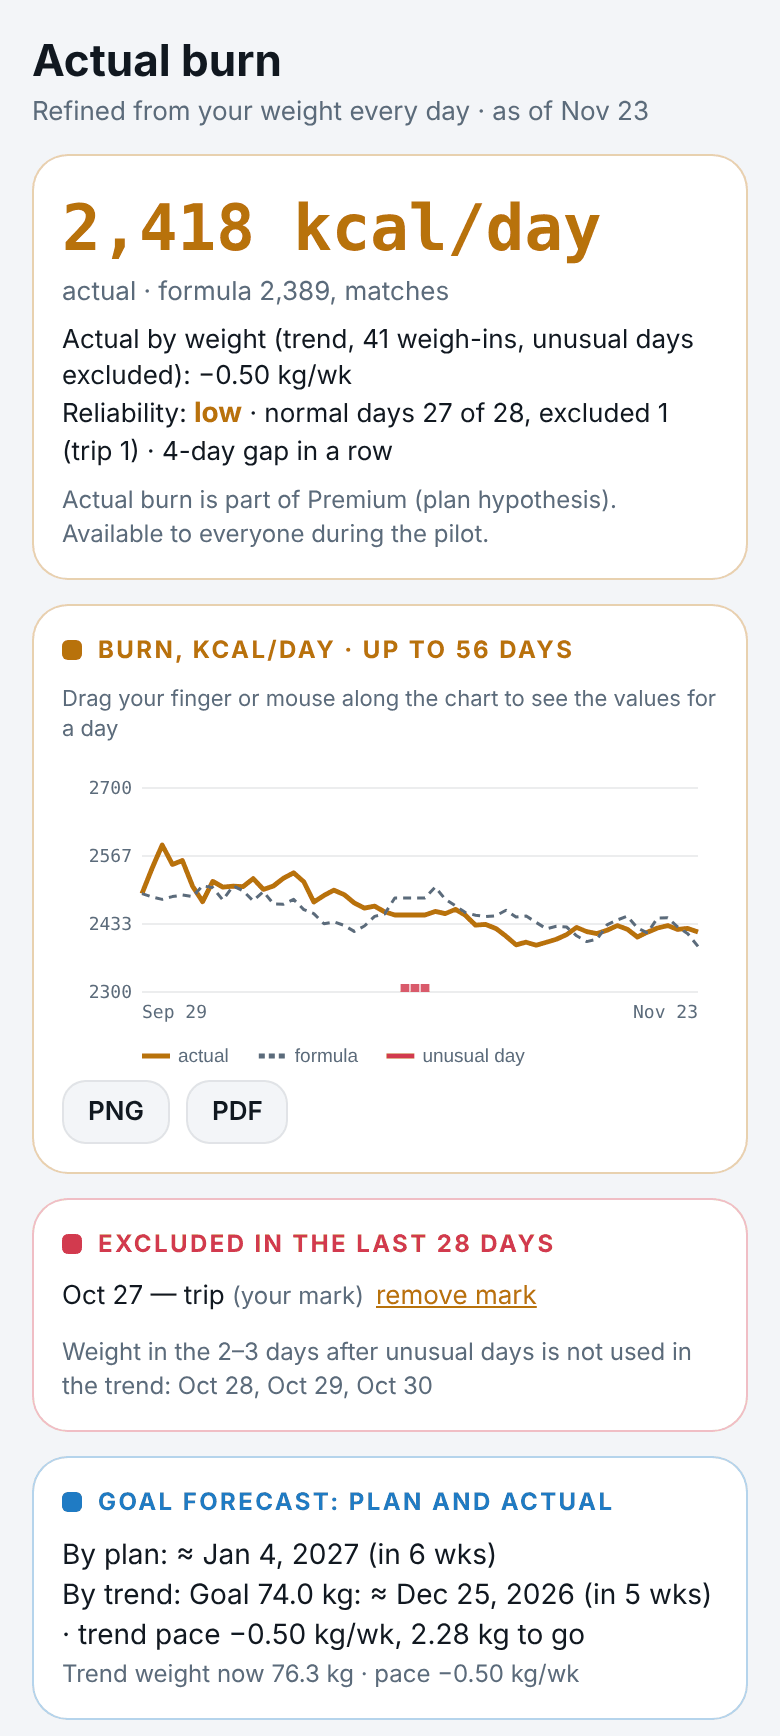 Actual burn
Refined from your weight every day · as of Nov 23
2,418 kcal/day
actual · formula 2,389, matches
Actual by weight (trend, 41 weigh-ins, unusual days
excluded): −0.50 kg/wk
Reliability: low · normal days 27 of 28, excluded 1
(trip 1) · 4-day gap in a row
Actual burn is part of Premium (plan hypothesis).
Available to everyone during the pilot.
BURN, KCAL/DAY · UP TO 56 DAYS
Drag your finger or mouse along the chart to see the values for
a day
2700
2567
2433
2300
Sep 29 Nov 23
actual formula unusual day
PNG PDF
EXCLUDED IN THE LAST 28 DAYS
Oct 27 — trip (your mark) remove mark
Weight in the 2–3 days after unusual days is not used in
the trend: Oct 28, Oct 29, Oct 30
GOAL FORECAST: PLAN AND ACTUAL
By plan: ≈ Jan 4, 2027 (in 6 wks)
By trend: Goal 74.0 kg: ≈ Dec 25, 2026 (in 5 wks)
· trend pace −0.50 kg/wk, 2.28 kg to go
Trend weight now 76.3 kg · pace −0.50 kg/wk